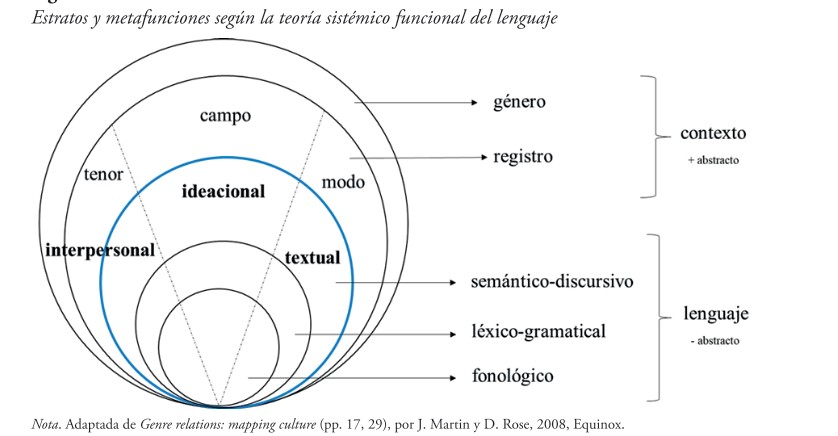 Estratos y metafunciones según la teoría sistémico funcional del lenguaje
campo
género
contexto
+ abstracto
registro
tenor
modo
ideacional
interpersonal
textual
semántico-discursivo
léxico-gramatical
lenguaje
- abstracto
fonológico
Nota. Adaptada de Genre relations: mapping culture (pp. 17, 29), por J. Martin y D. Rose, 2008, Equinox.